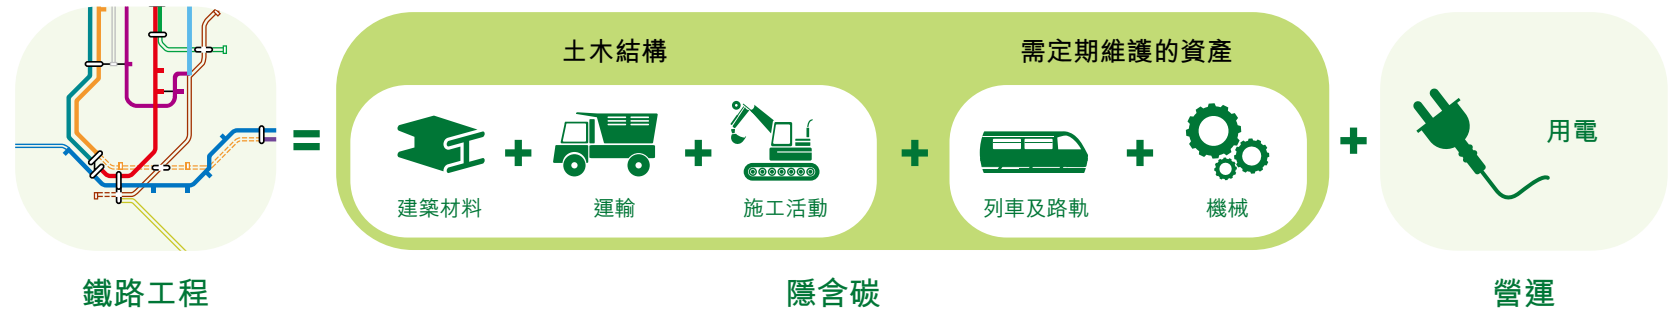 土木結構
需定期維護的資產
建築材料
運輸
施工活動
列車及路軌
機械
用電
鐵路工程
隱含碳
營運